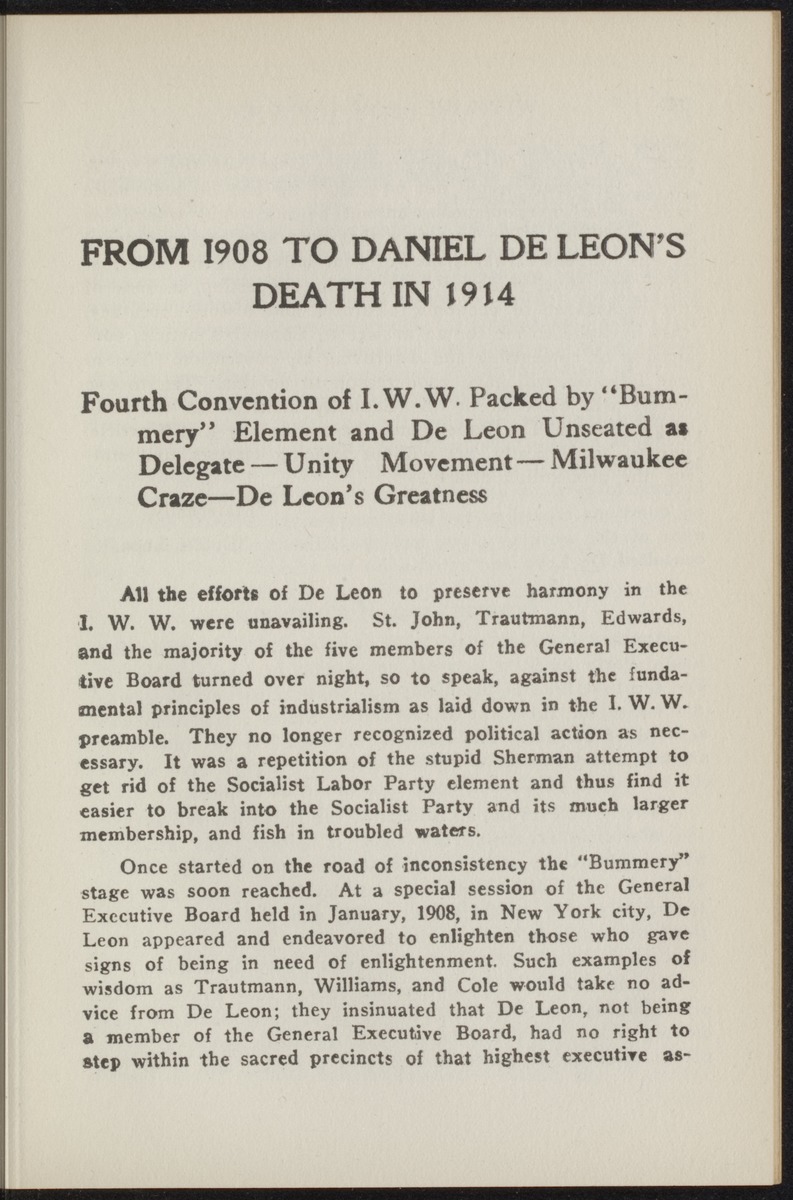 FROM 1908 TO DANIEL DE LEON'S
DEATH IN 1914
Fourth Convention of I.W.W. Packed by "Bum-
mery" Element and De Leon Unseated as
Delegate — Unity Movement — Milwaukee
Craze—De Leon's Greatness
All the efforts of De Leon to preserve harmony in the
I. W. W. were unavailing. St. John, Trautmann, Edwards,
and the majority of the five members of the General Execu-
tive Board turned over night, so to speak, against the funda-
mental principles of industrialism as laid down in the I. W. W.
preamble. They no longer recognized political action as nec-
essary. It was a repetition of the stupid Sherman attempt to
get rid of the Socialist Labor Party element and thus find it
easier to break into the Socialist Party and its much larger
membership, and fish in troubled waters.
Once started on the road of inconsistency the "Bummery"
stage was soon reached. At a special session of the General
Executive Board held in January, 1908, in New York city, De
Leon appeared and endeavored to enlighten those who gave
signs of being in need of enlightenment. Such examples of
wisdom as Trautmann, Williams, and Cole would take no ad-
vice from De Leon; they insinuated that De Leon, not being
a member of the General Executive Board, had no right to
step within the sacred precincts of that highest executive as-